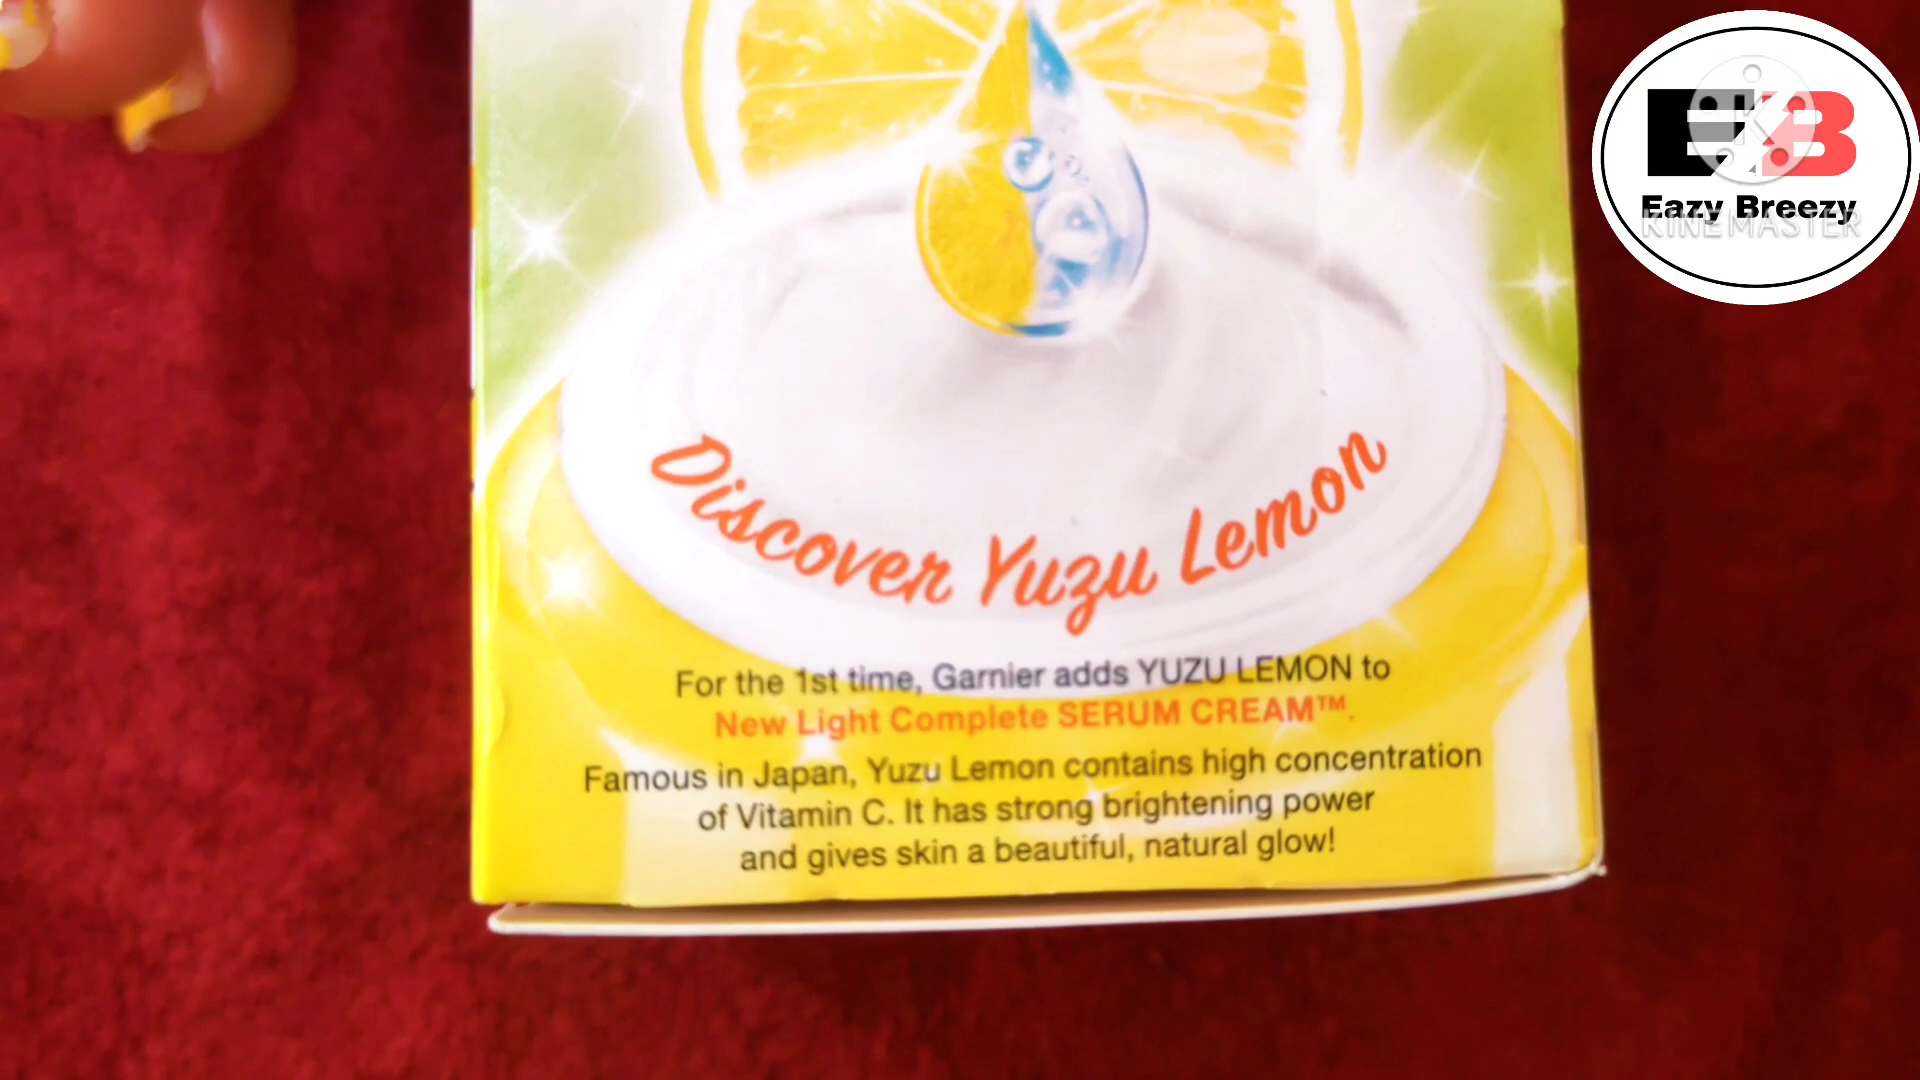 EB
Eazy Breezy
KINEMASTER
Discover Yuzu Lemon
For the 1st time, Garnier adds YUZU LEMON to
New Light Complete SERUM CREAM™.
Famous in Japan, Yuzu Lemon contains high concentration
of Vitamin C. It has strong brightening power
and gives skin a beautiful, natural glow!